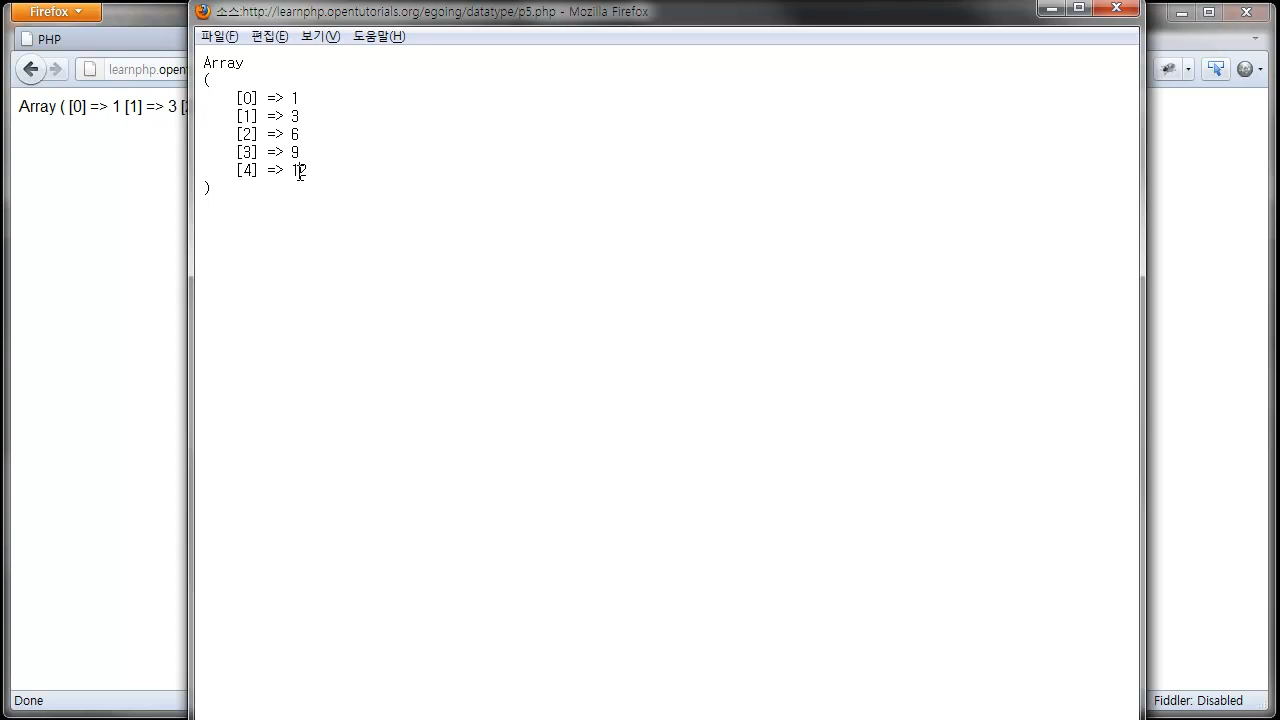 Firefox
소스:http://learnphp.opentutorials.org/egoing/datatype/p5.php - Mozilla Firefox
PHP
파일(F) 편집(E) 보기(V) 도움말(H)
learnphp.open
Array ( [0] => 1 [1] => 3 [
Array
(
[0] => 1
[1] => 3
[2] => 6
[3] => 9
[4] => 12
)
Done
Fiddler: Disabled